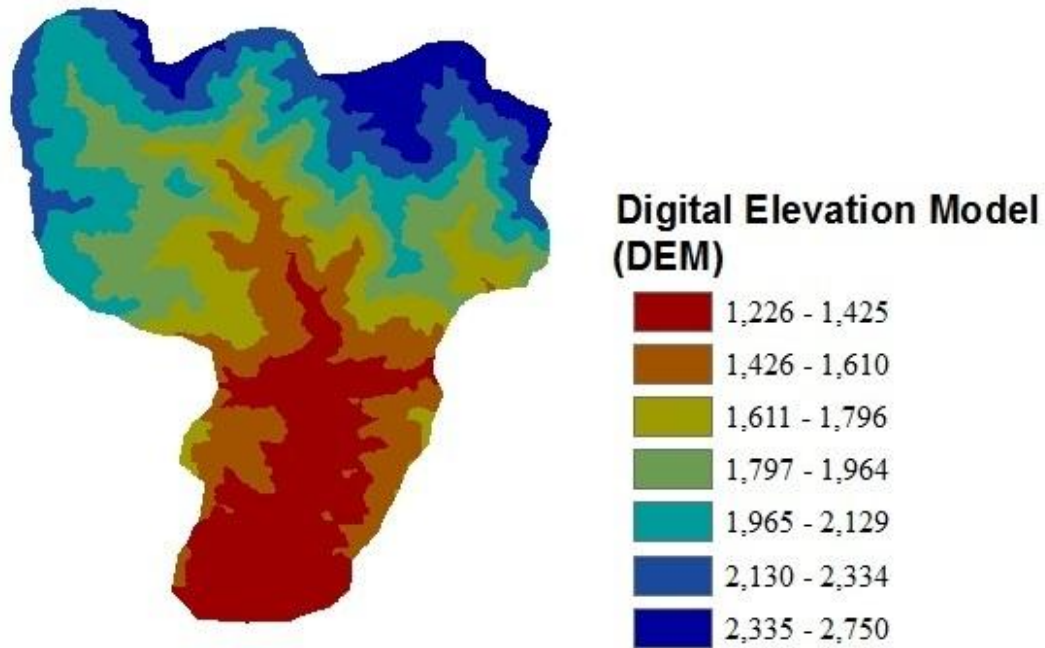 Digital Elevation Model
(DEM)
1,226 - 1,425
1,426 - 1,610
1,611 - 1,796
1,797 - 1,964
1,965 - 2,129
2,130 - 2,334
2,335 - 2,750